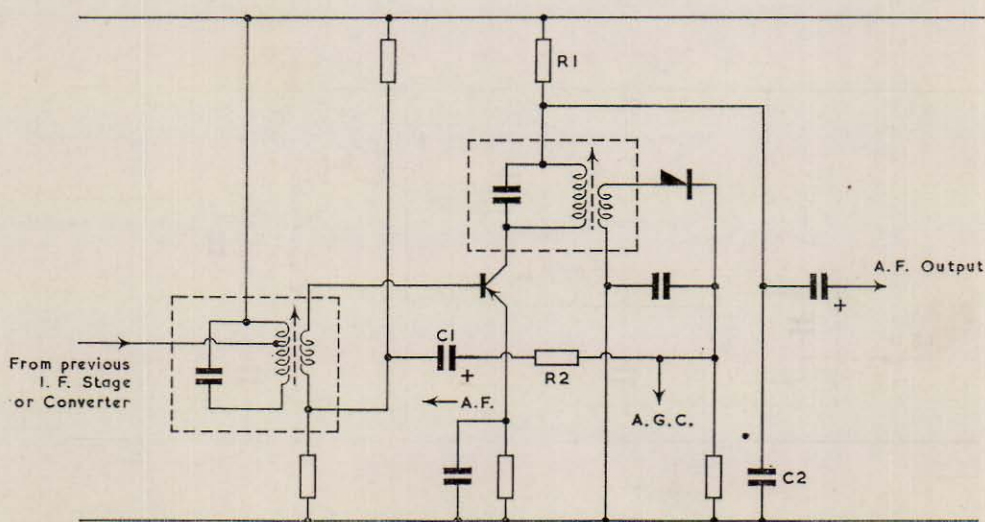 R1
A.F. Output
+
From previous
I.F. Stage
or Converter
C1
+
R2
A.F.
A.G.C.
C2